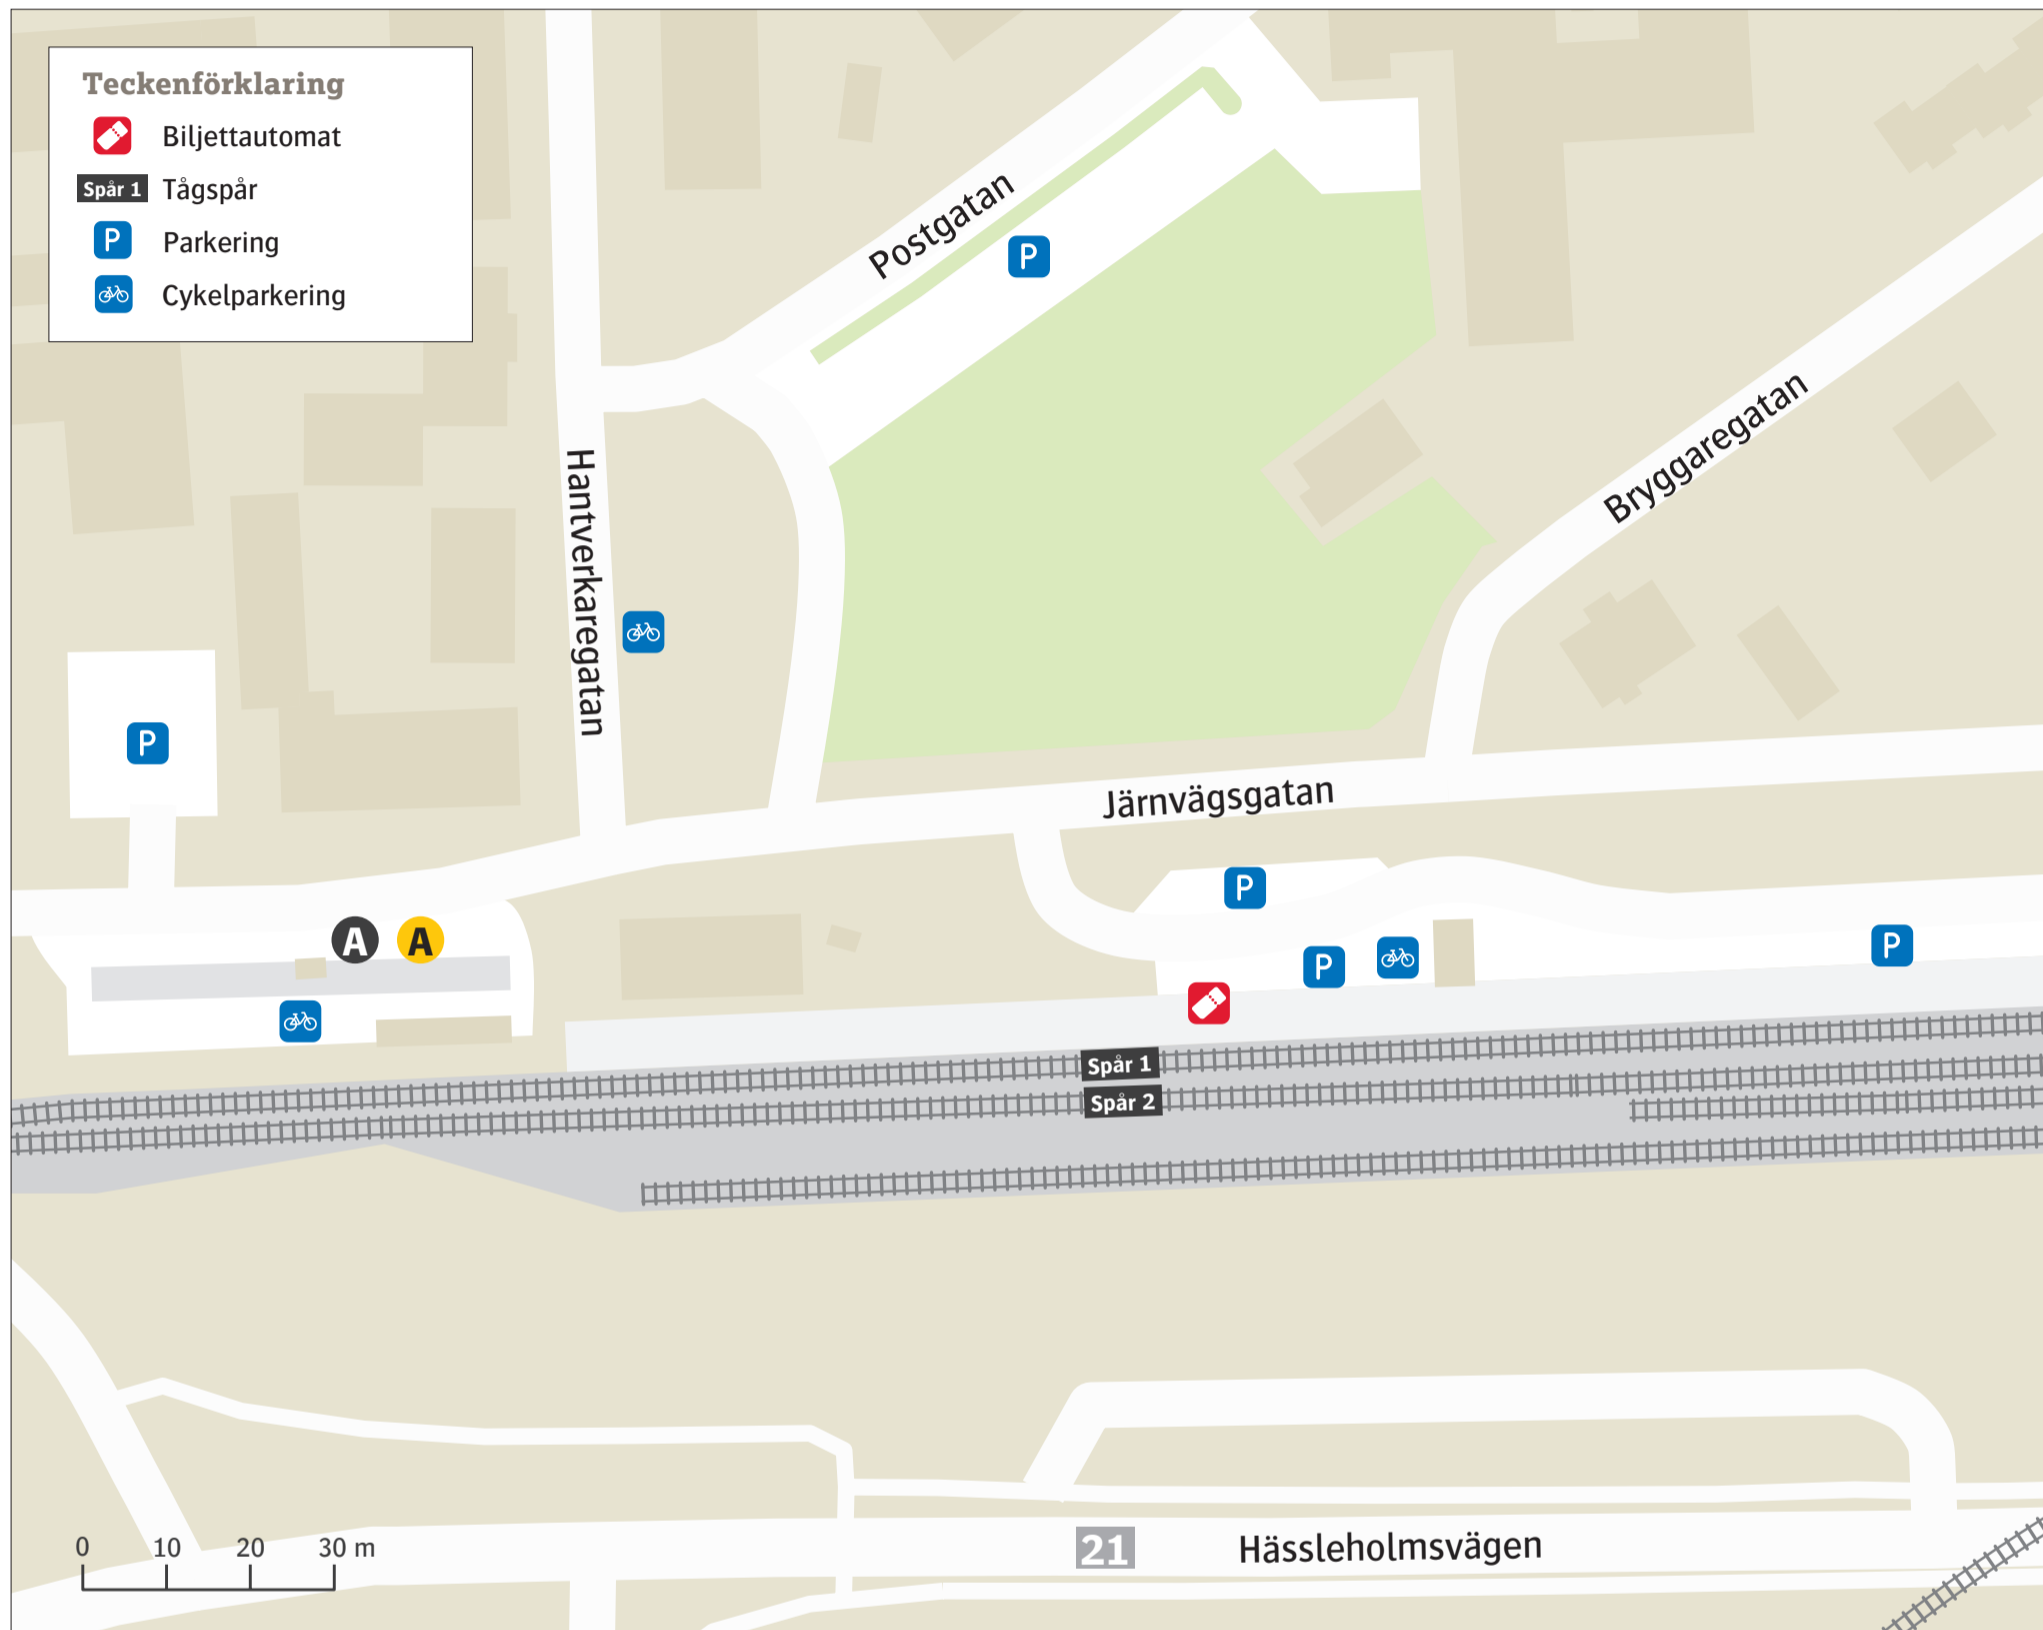 Teckenförklaring
Biljettautomat
Spår 1 Tågspår
P Parkering
Cykelparkering
Postgatan
P
Bryggaregatan
Hantverkaregatan
P
Järnvägsgatan
P
A A
P
P
Spår 1
Spår 2
21 Hässleholmsvägen
0 10 20 30 m